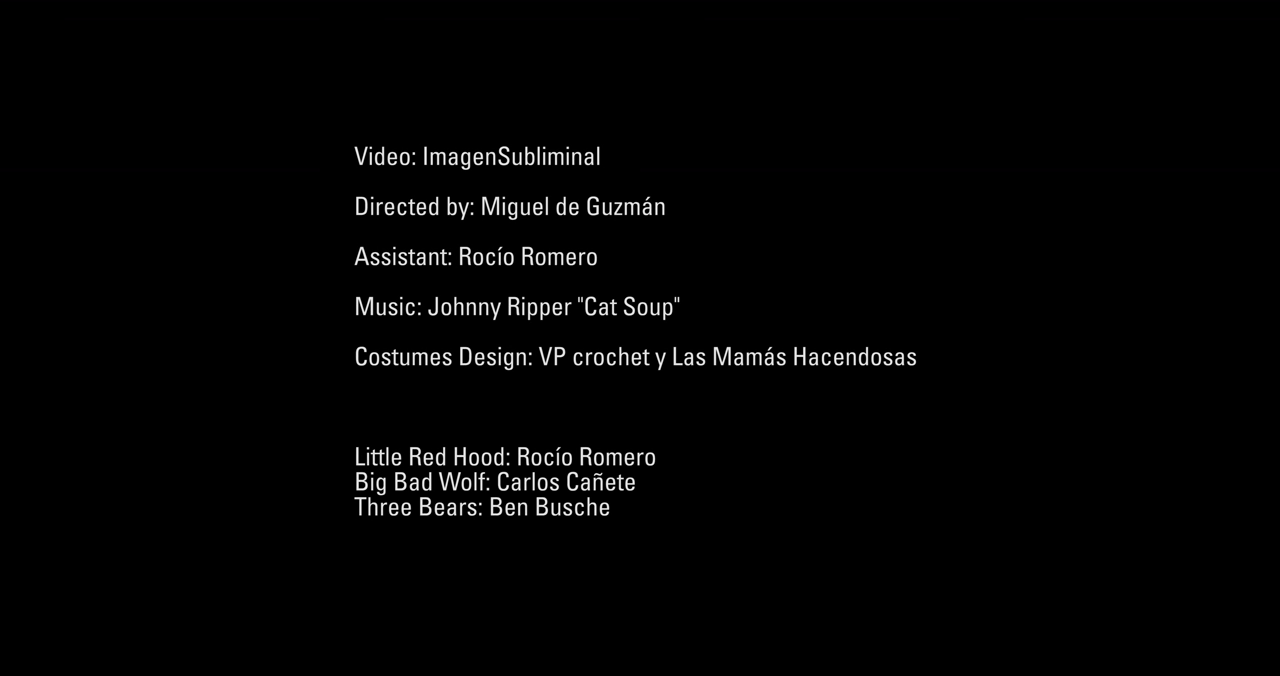 Video: ImagenSubliminal
Directed by: Miguel de Guzmán
Assistant: Rocío Romero
Music: Johnny Ripper "Cat Soup"
Costumes Design: VP crochet y Las Mamás Hacendosas
Little Red Hood: Rocío Romero
Big Bad Wolf: Carlos Cañete
Three Bears: Ben Busche